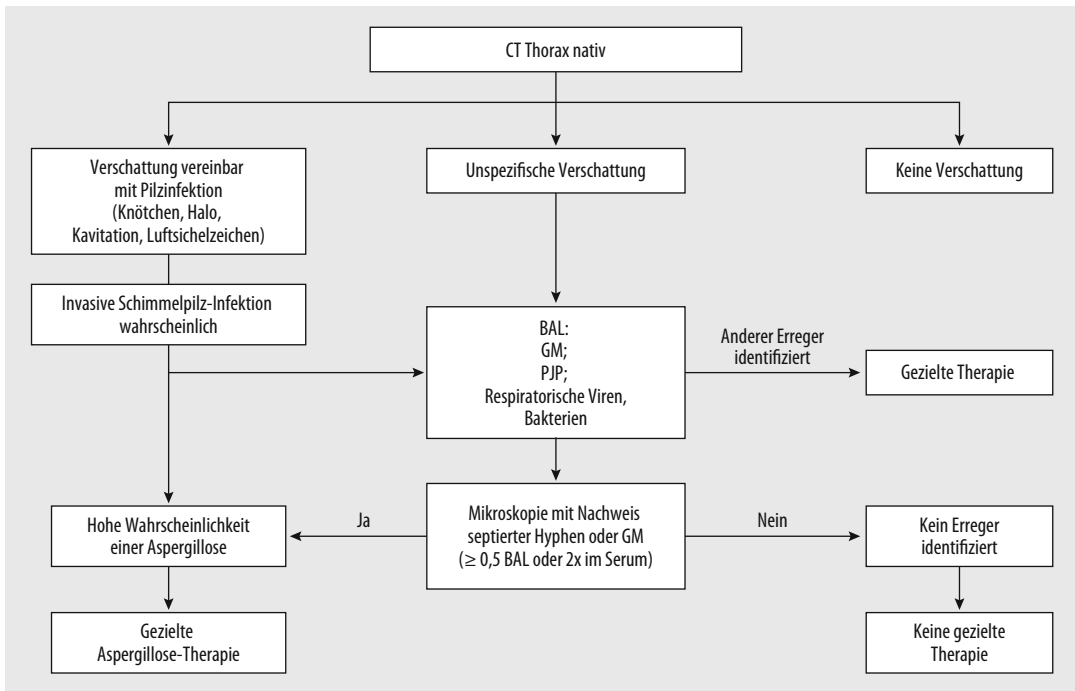 CT Thorax nativ
Verschattung vereinbar
mit Pilzinfektion
(Knötchen, Halo,
Kavitation, Luftsichelzeichen)
Unspezifische Verschattung
Keine Verschattung
Invasive Schimmelpilz-Infektion
wahrscheinlich
BAL:
GM;
PJP;
Respiratorische Viren,
Bakterien
Anderer Erreger
identifiziert
Gezielte Therapie
Hohe Wahrscheinlichkeit
einer Aspergillose
Ja
Mikroskopie mit Nachweis
septierter Hyphen oder GM
(≥ 0,5 BAL oder 2x im Serum)
Nein
Kein Erreger
identifiziert
Gezielte
Aspergillose-Therapie
Keine gezielte
Therapie